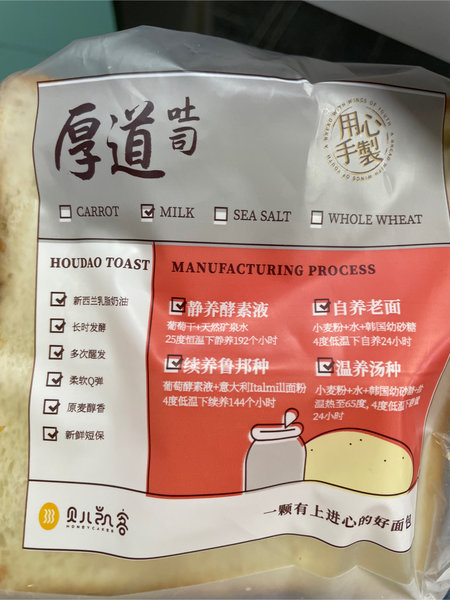 厚道吐司
用心
手製
A BAKERY WITH WINGS OF YOUTH
☐ CARROT ☑ MILK ☐ SEA SALT ☐ WHOLE WHEAT
HOUDAO TOAST
☑ 新西兰乳脂奶油
☑ 长时发酵
☑ 多次醒发
☑ 柔软Q弹
☑ 原麦醇香
☑ 新鲜短保
MANUFACTURING PROCESS
☑静养酵素液
葡萄干+天然矿泉水
25度恒温下静养192个小时
☑自养老面
小麦粉+水+韩国幼砂糖
4度低温下自养24小时
☑续养鲁邦种
葡萄酵素液+意大利Italmill面粉
4度低温下续养144个小时
☑温养汤种
小麦粉+水+韩国幼砂糖+盐
温热至65度, 4度低温下静置
24小时
贝儿凯客
HONEYCAKES
一颗有上进心的好面包